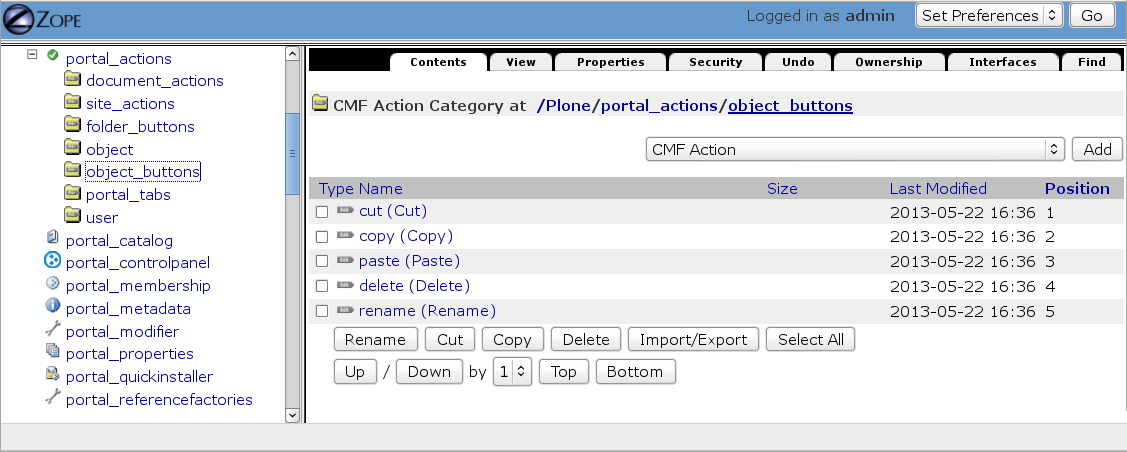 ZOPE Logged in as admin Set Preferences Go
portal_actions
document_actions
site_actions
folder_buttons
object
object_buttons
portal_tabs
user
portal_catalog
portal_controlpanel
portal_membership
portal_metadata
portal_modifier
portal_properties
portal_quickinstaller
portal_referencefactories
Contents View Properties Security Undo Ownership Interfaces Find
CMF Action Category at /Plone/portal_actions/object_buttons
CMF Action Add
Type Name Size Last Modified Position
cut (Cut) 2013-05-22 16:36 1
copy (Copy) 2013-05-22 16:36 2
paste (Paste) 2013-05-22 16:36 3
delete (Delete) 2013-05-22 16:36 4
rename (Rename) 2013-05-22 16:36 5
Rename Cut Copy Delete Import/Export Select All
Up / Down by 1 Top Bottom